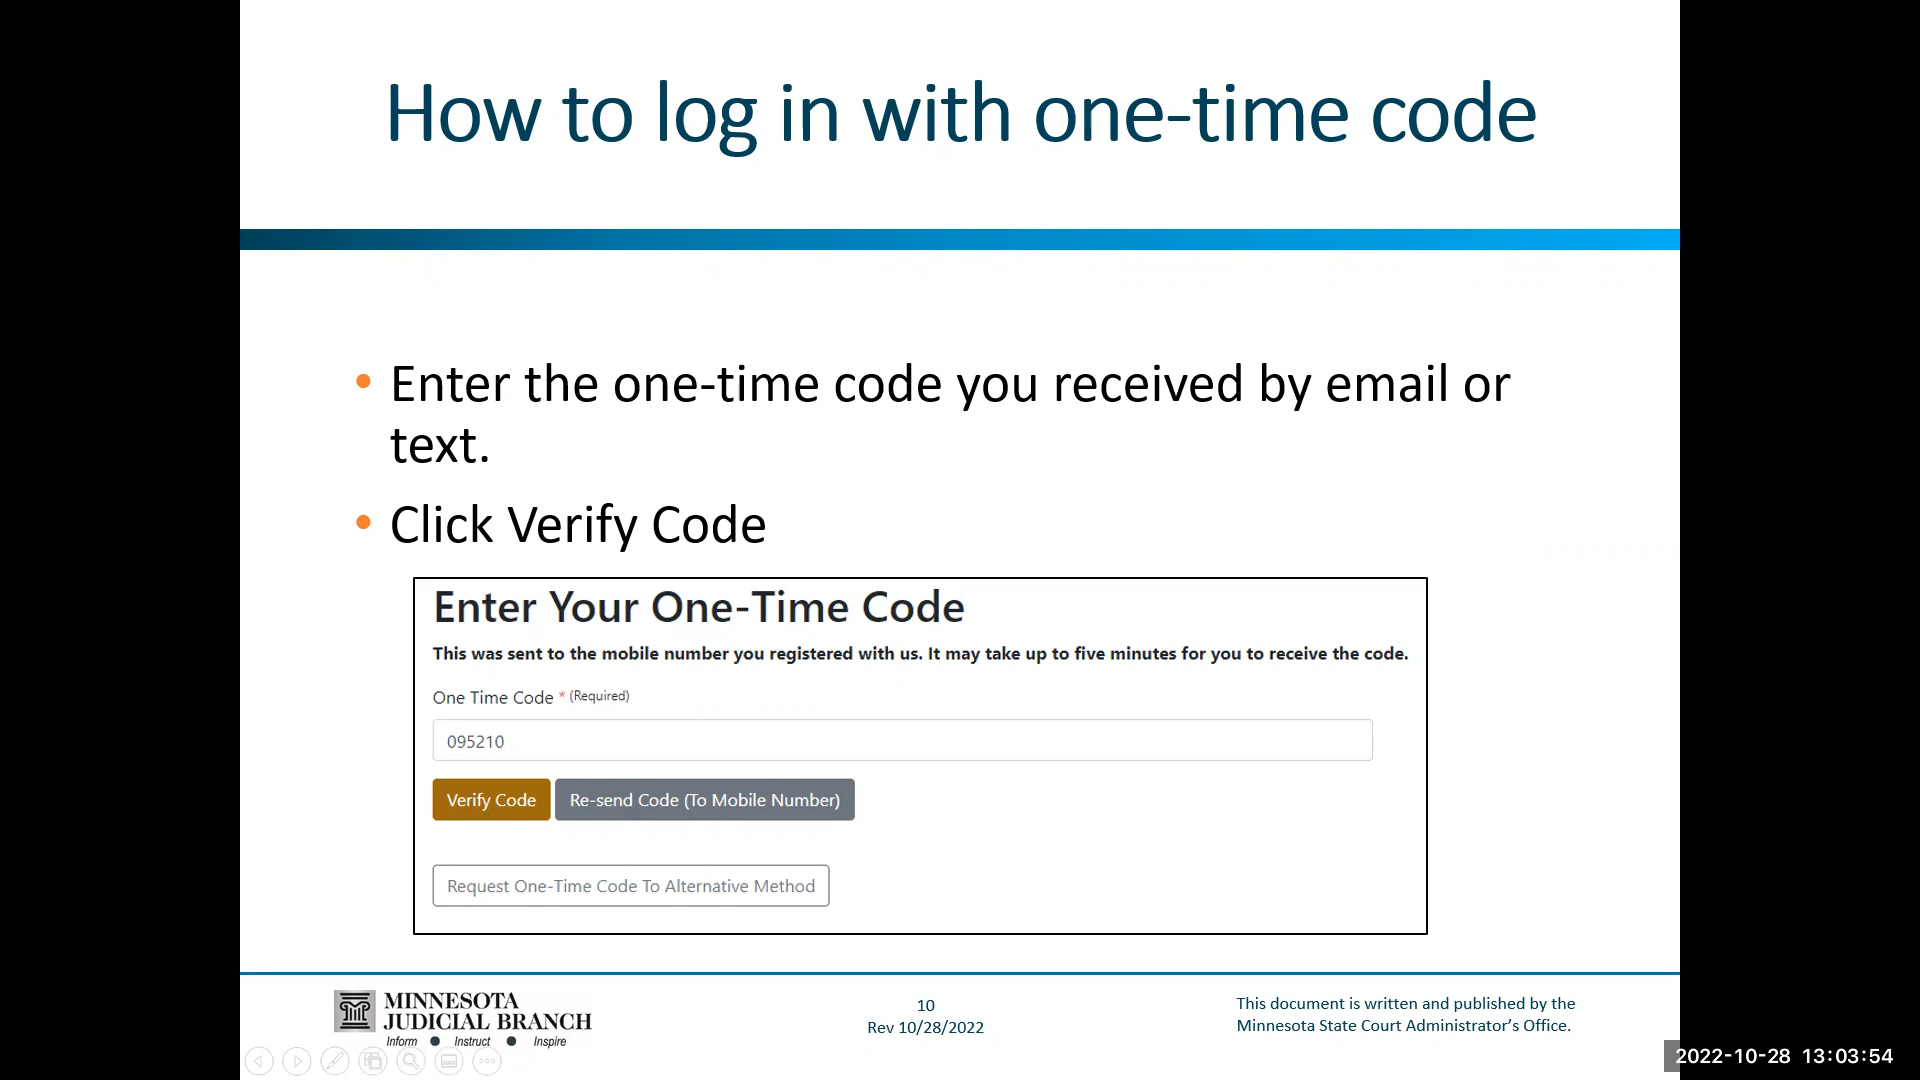 How to log in with one-time code
• Enter the one-time code you received by email or
text.
• Click Verify Code
Enter Your One-Time Code
This was sent to the mobile number you registered with us. It may take up to five minutes for you to receive the code.
One Time Code * (Required)
095210
Verify Code
Re-send Code (To Mobile Number)
Request One-Time Code To Alternative Method
MINNESOTA
JUDICIAL BRANCH
Inform ● Instruct ● Inspire
10
Rev 10/28/2022
This document is written and published by the
Minnesota State Court Administrator’s Office.
2022-10-28 13:03:54